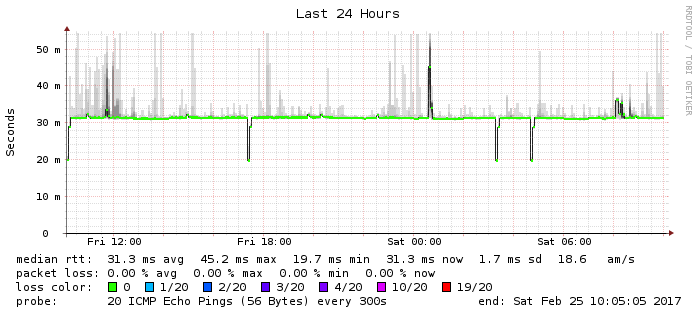 Last 24 Hours
RRDTOOL / TOBI OETIKER
Seconds
50 m
40 m
30 m
20 m
10 m
0
Fri 12:00 Fri 18:00 Sat 00:00 Sat 06:00
median rtt: 31.3 ms avg 45.2 ms max 19.7 ms min 31.3 ms now 1.7 ms sd 18.6 am/s
packet loss: 0.00 % avg 0.00 % max 0.00 % min 0.00 % now
loss color: 0 1/20 2/20 3/20 4/20 10/20 19/20
probe: 20 ICMP Echo Pings (56 Bytes) every 300s end: Sat Feb 25 10:05:05 2017